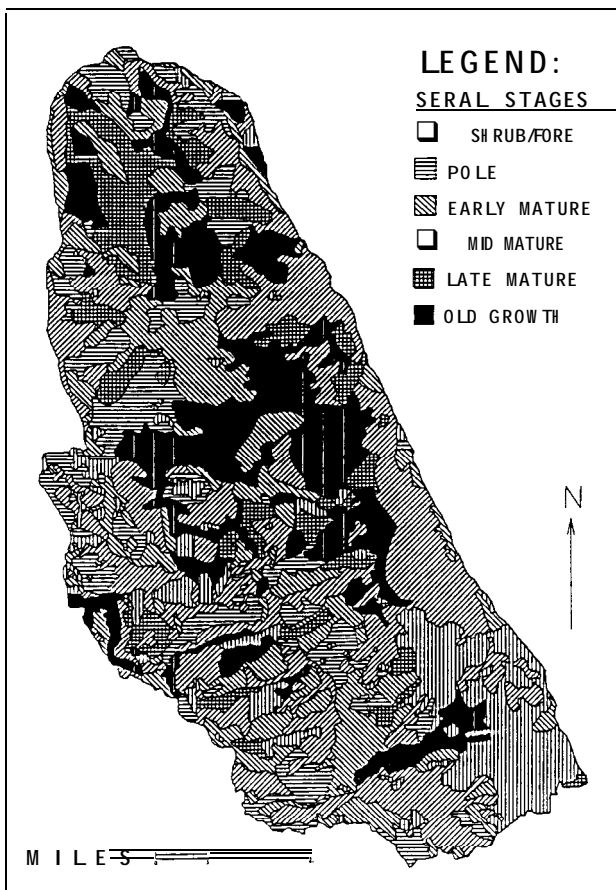 LEGEND:
SERAL STAGES
SHRUB/FORE
POLE
EARLY MATURE
MID MATURE
LATE MATURE
OLD GROWTH
N
MILES